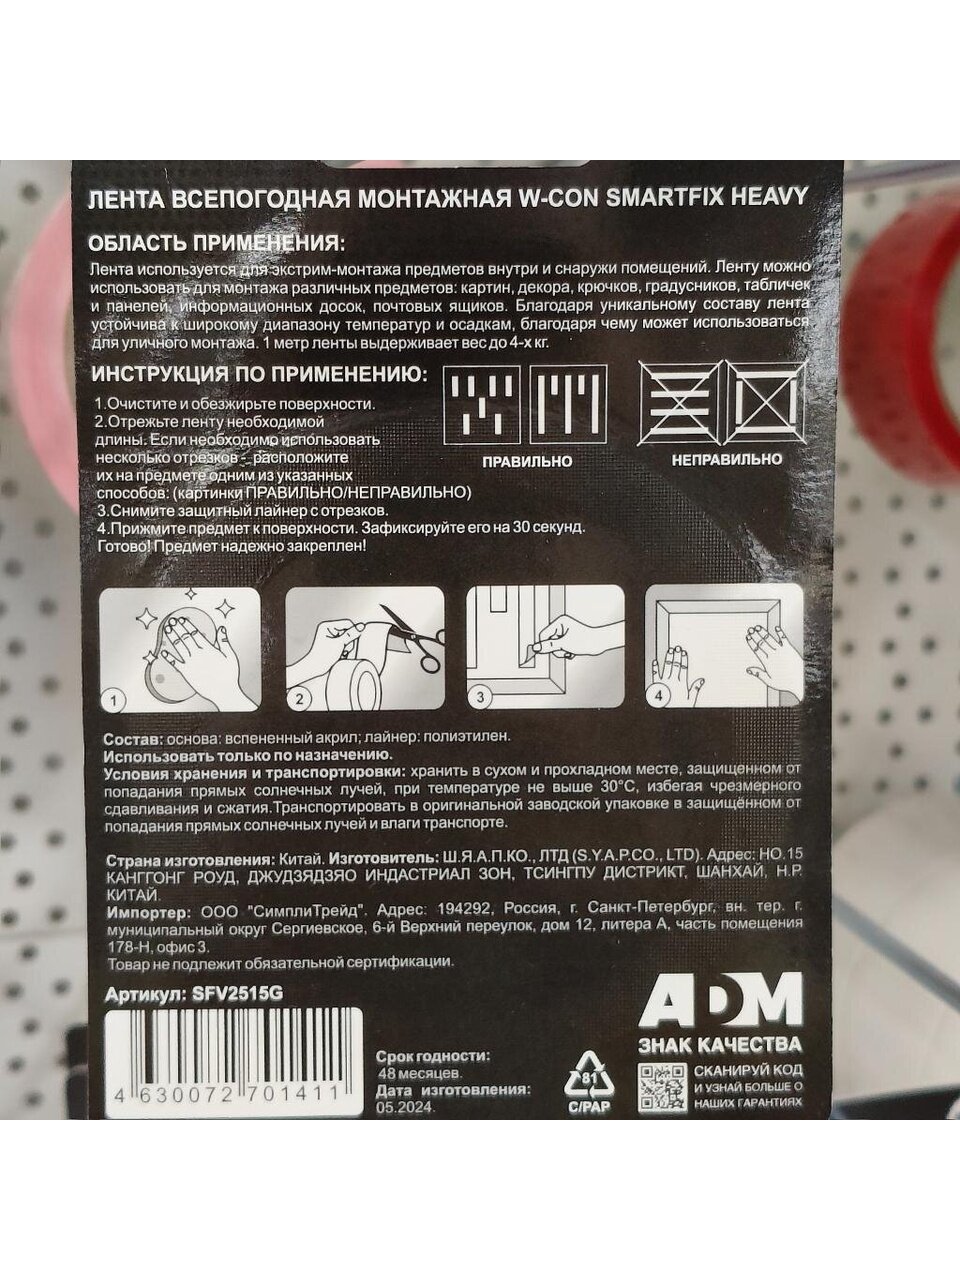 ЛЕНТА ВСЕПОГОДНАЯ МОНТАЖНАЯ W-CON SMARTFIX HEAVY
ОБЛАСТЬ ПРИМЕНЕНИЯ:
Лента используется для экстрим-монтажа предметов внутри и снаружи помещений. Ленту можно
использовать для монтажа различных предметов: картин, декора, крючков, градусников, табличек
и панелей, информационных досок, почтовых ящиков. Благодаря уникальному составу лента
устойчива к широкому диапазону температур и осадкам, благодаря чему может использоваться
для уличного монтажа. 1 метр ленты выдерживает вес до 4-х кг.
ИНСТРУКЦИЯ ПО ПРИМЕНЕНИЮ:
1.Очистите и обезжирьте поверхности.
2.Отрежьте ленту необходимой
длины. Если необходимо использовать
несколько отрезков - расположите
их на предмете одним из указанных
способов: (картинки ПРАВИЛЬНО/НЕПРАВИЛЬНО)
3.Снимите защитный лайнер с отрезков.
4.Прижмите предмет к поверхности. Зафиксируйте его на 30 секунд.
Готово! Предмет надежно закреплен!
ПРАВИЛЬНО
НЕПРАВИЛЬНО
1
2
3
4
Состав: основа: вспененный акрил; лайнер: полиэтилен.
Использовать только по назначению.
Условия хранения и транспортировки: хранить в сухом и прохладном месте, защищенном от
попадания прямых солнечных лучей, при температуре не выше 30°C, избегая чрезмерного
сдавливания и сжатия.Транспортировать в оригинальной заводской упаковке в защищённом от
попадания прямых солнечных лучей и влаги транспорте.
Страна изготовления: Китай. Изготовитель: Ш.Я.А.П.КО., ЛТД (S.Y.A.P.CO., LTD). Адрес: НО.15
КАНГГОНГ РОУД, ДЖУДЗЯДЗЯО ИНДАСТРИАЛ ЗОН, ТСИНГПУ ДИСТРИКТ, ШАНХАЙ, Н.Р.
КИТАЙ.
Импортер: ООО "СимплиТрейд". Адрес: 194292, Россия, г. Санкт-Петербург, вн. тер. г.
муниципальный округ Сергиевское, 6-й Верхний переулок, дом 12, литера А, часть помещения
178-Н, офис 3.
Товар не подлежит обязательной сертификации.
Артикул: SFV2515G
4 630072 701411
Срок годности:
48 месяцев.
Дата изготовления:
05.2024.
81
C/PAP
ADM
ЗНАК КАЧЕСТВА
СКАНИРУЙ КОД
И УЗНАЙ БОЛЬШЕ О
НАШИХ ГАРАНТИЯХ